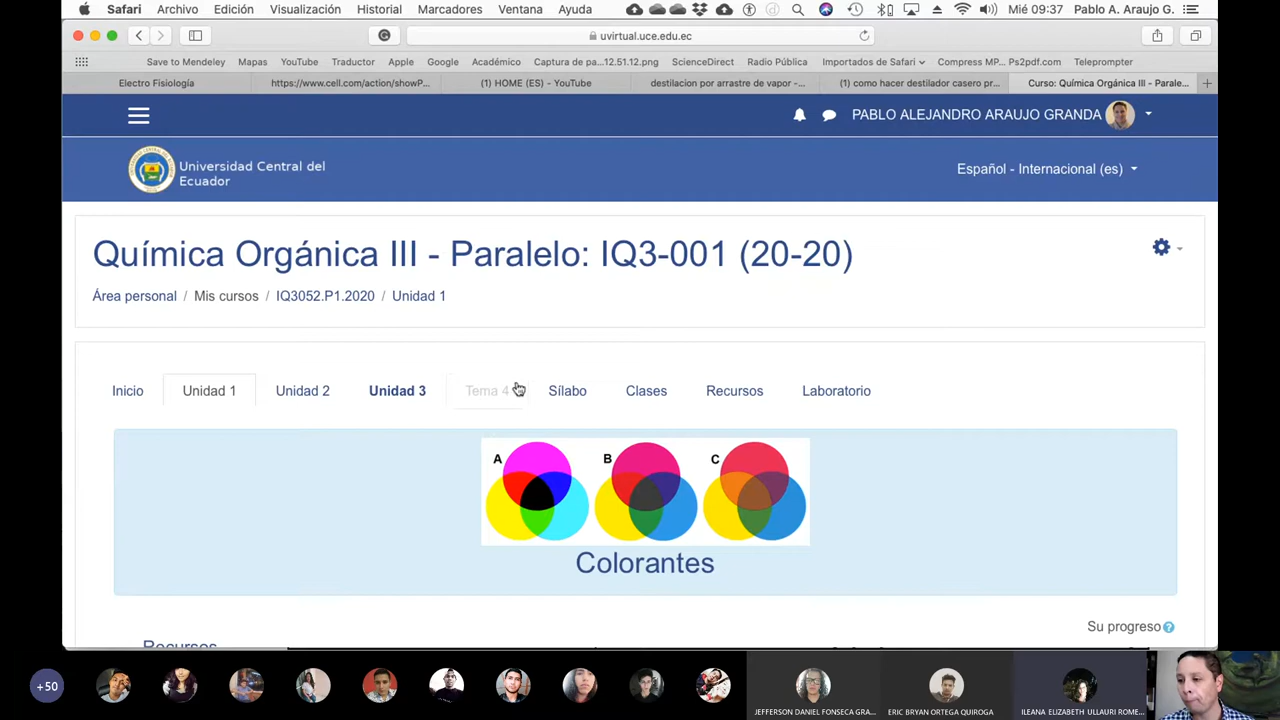 Safari Archivo Edición Visualización Historial Marcadores Ventana Ayuda Mié 09:37 Pablo A. Araujo G.
uvirtual.uce.edu.ec
Save to Mendeley Mapas YouTube Traductor Apple Google Académico Captura de pa...12.51.12.png ScienceDirect Radio Pública Importados de Safari Compress MP... Ps2pdf.com Teleprompter
Electro Fisiología https://www.cell.com/action/showP... (1) HOME (ES) - YouTube destilacion por arrastre de vapor -... (1) como hacer destilador casero pr... Curso: Química Orgánica III - Parale...
PABLO ALEJANDRO ARAUJO GRANDA
Universidad Central del
Ecuador
Español - Internacional (es)
Química Orgánica III - Paralelo: IQ3-001 (20-20)
Área personal / Mis cursos / IQ3052.P1.2020 / Unidad 1
Inicio Unidad 1 Unidad 2 Unidad 3 Tema 4 Sílabo Clases Recursos Laboratorio
A B C
Colorantes
Su progreso
Recursos
+50
JEFFERSON DANIEL FONSECA GRA... ERIC BRYAN ORTEGA QUIROGA ILEANA ELIZABETH ULLAURI ROME...